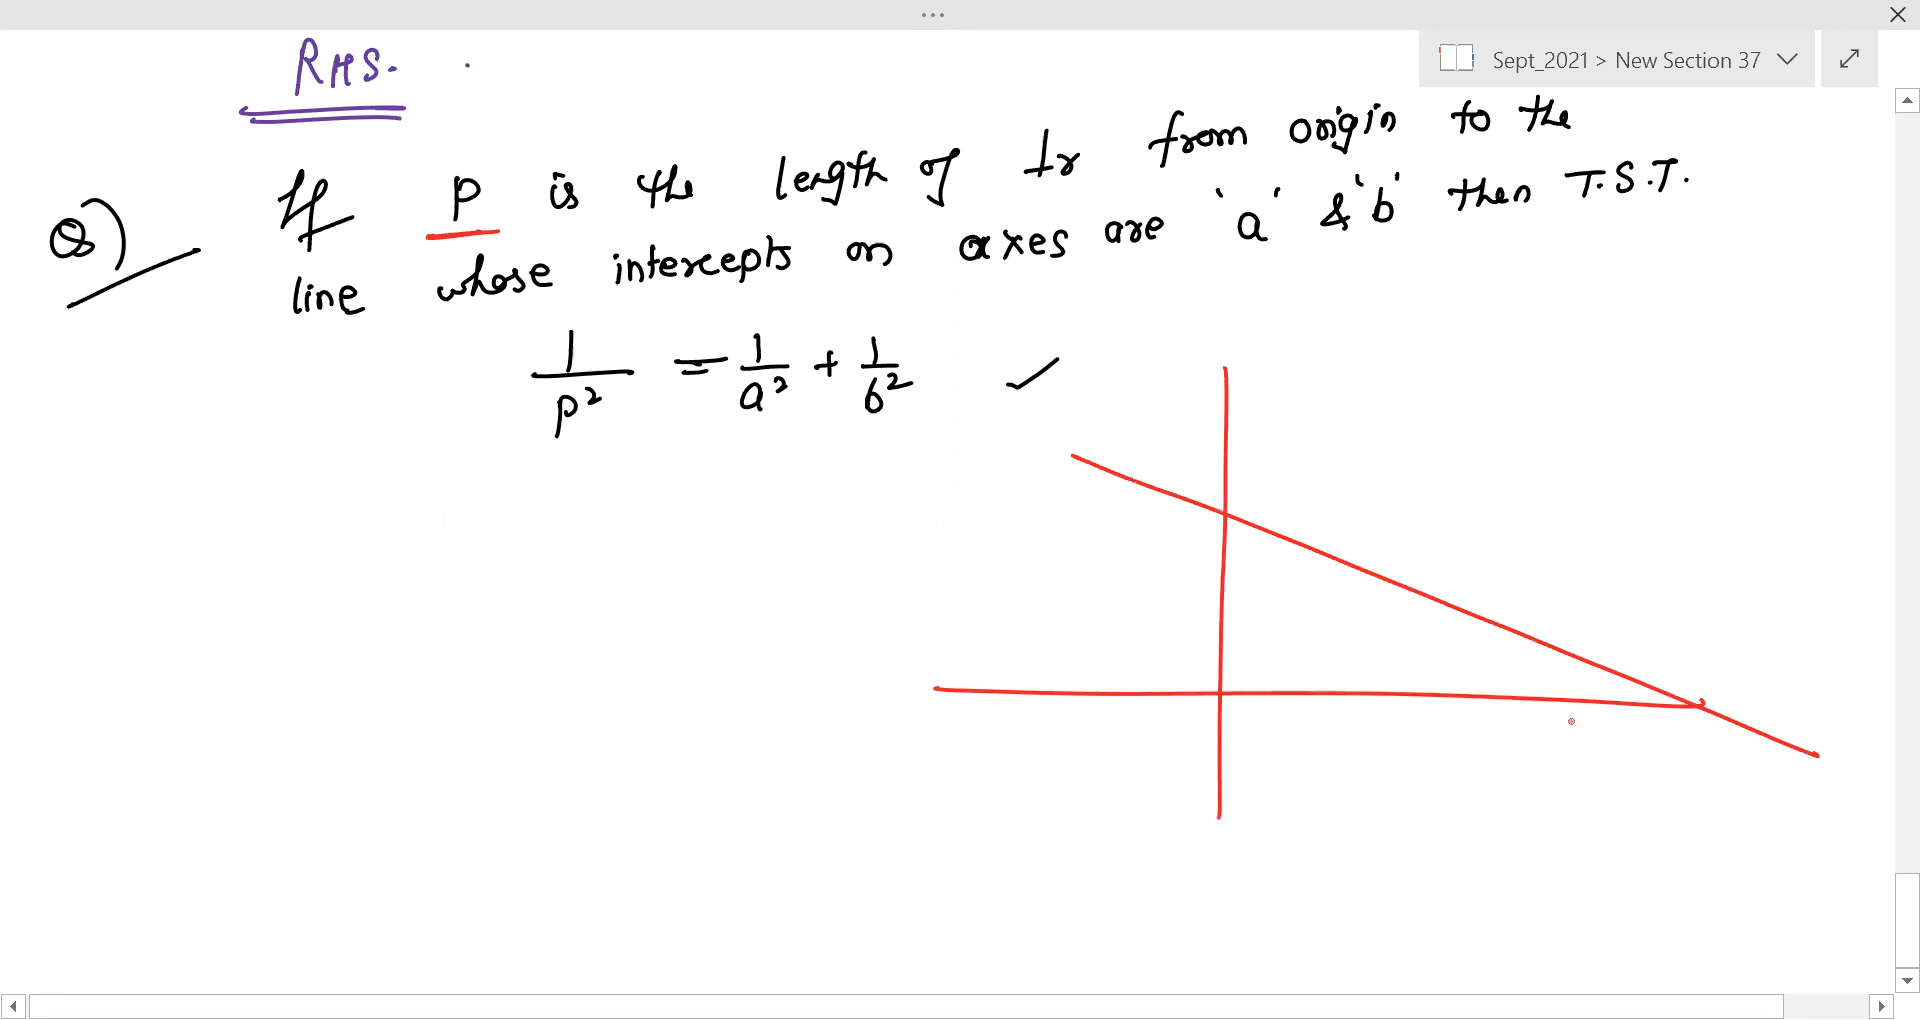 ...
RHS.
Sept_2021 > New Section 37
Q) If p is the length of ⊥r from origin to the
line whose intercepts on axes are 'a' & 'b' then T.S.T.
1/p² = 1/a² + 1/b² ✓